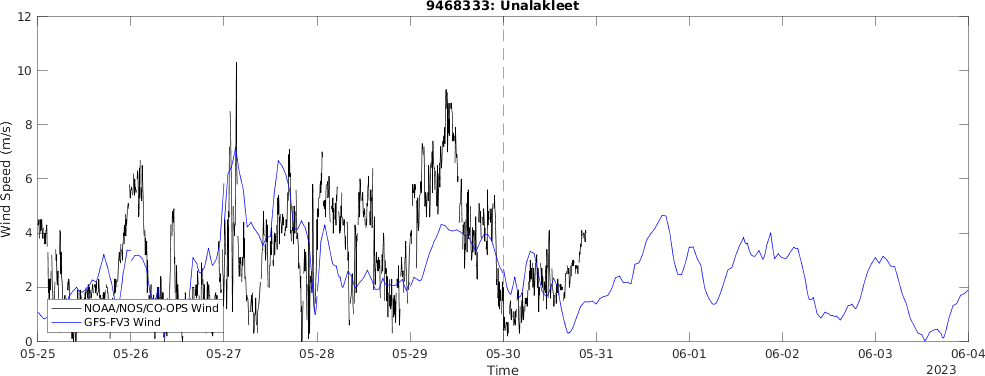 9468333: Unalakleet
12
10
8
6
4
2
0
Wind Speed (m/s)
NOAA/NOS/CO-OPS Wind
GFS-FV3 Wind
05-25 05-26 05-27 05-28 05-29 05-30 05-31 06-01 06-02 06-03 06-04
Time
2023